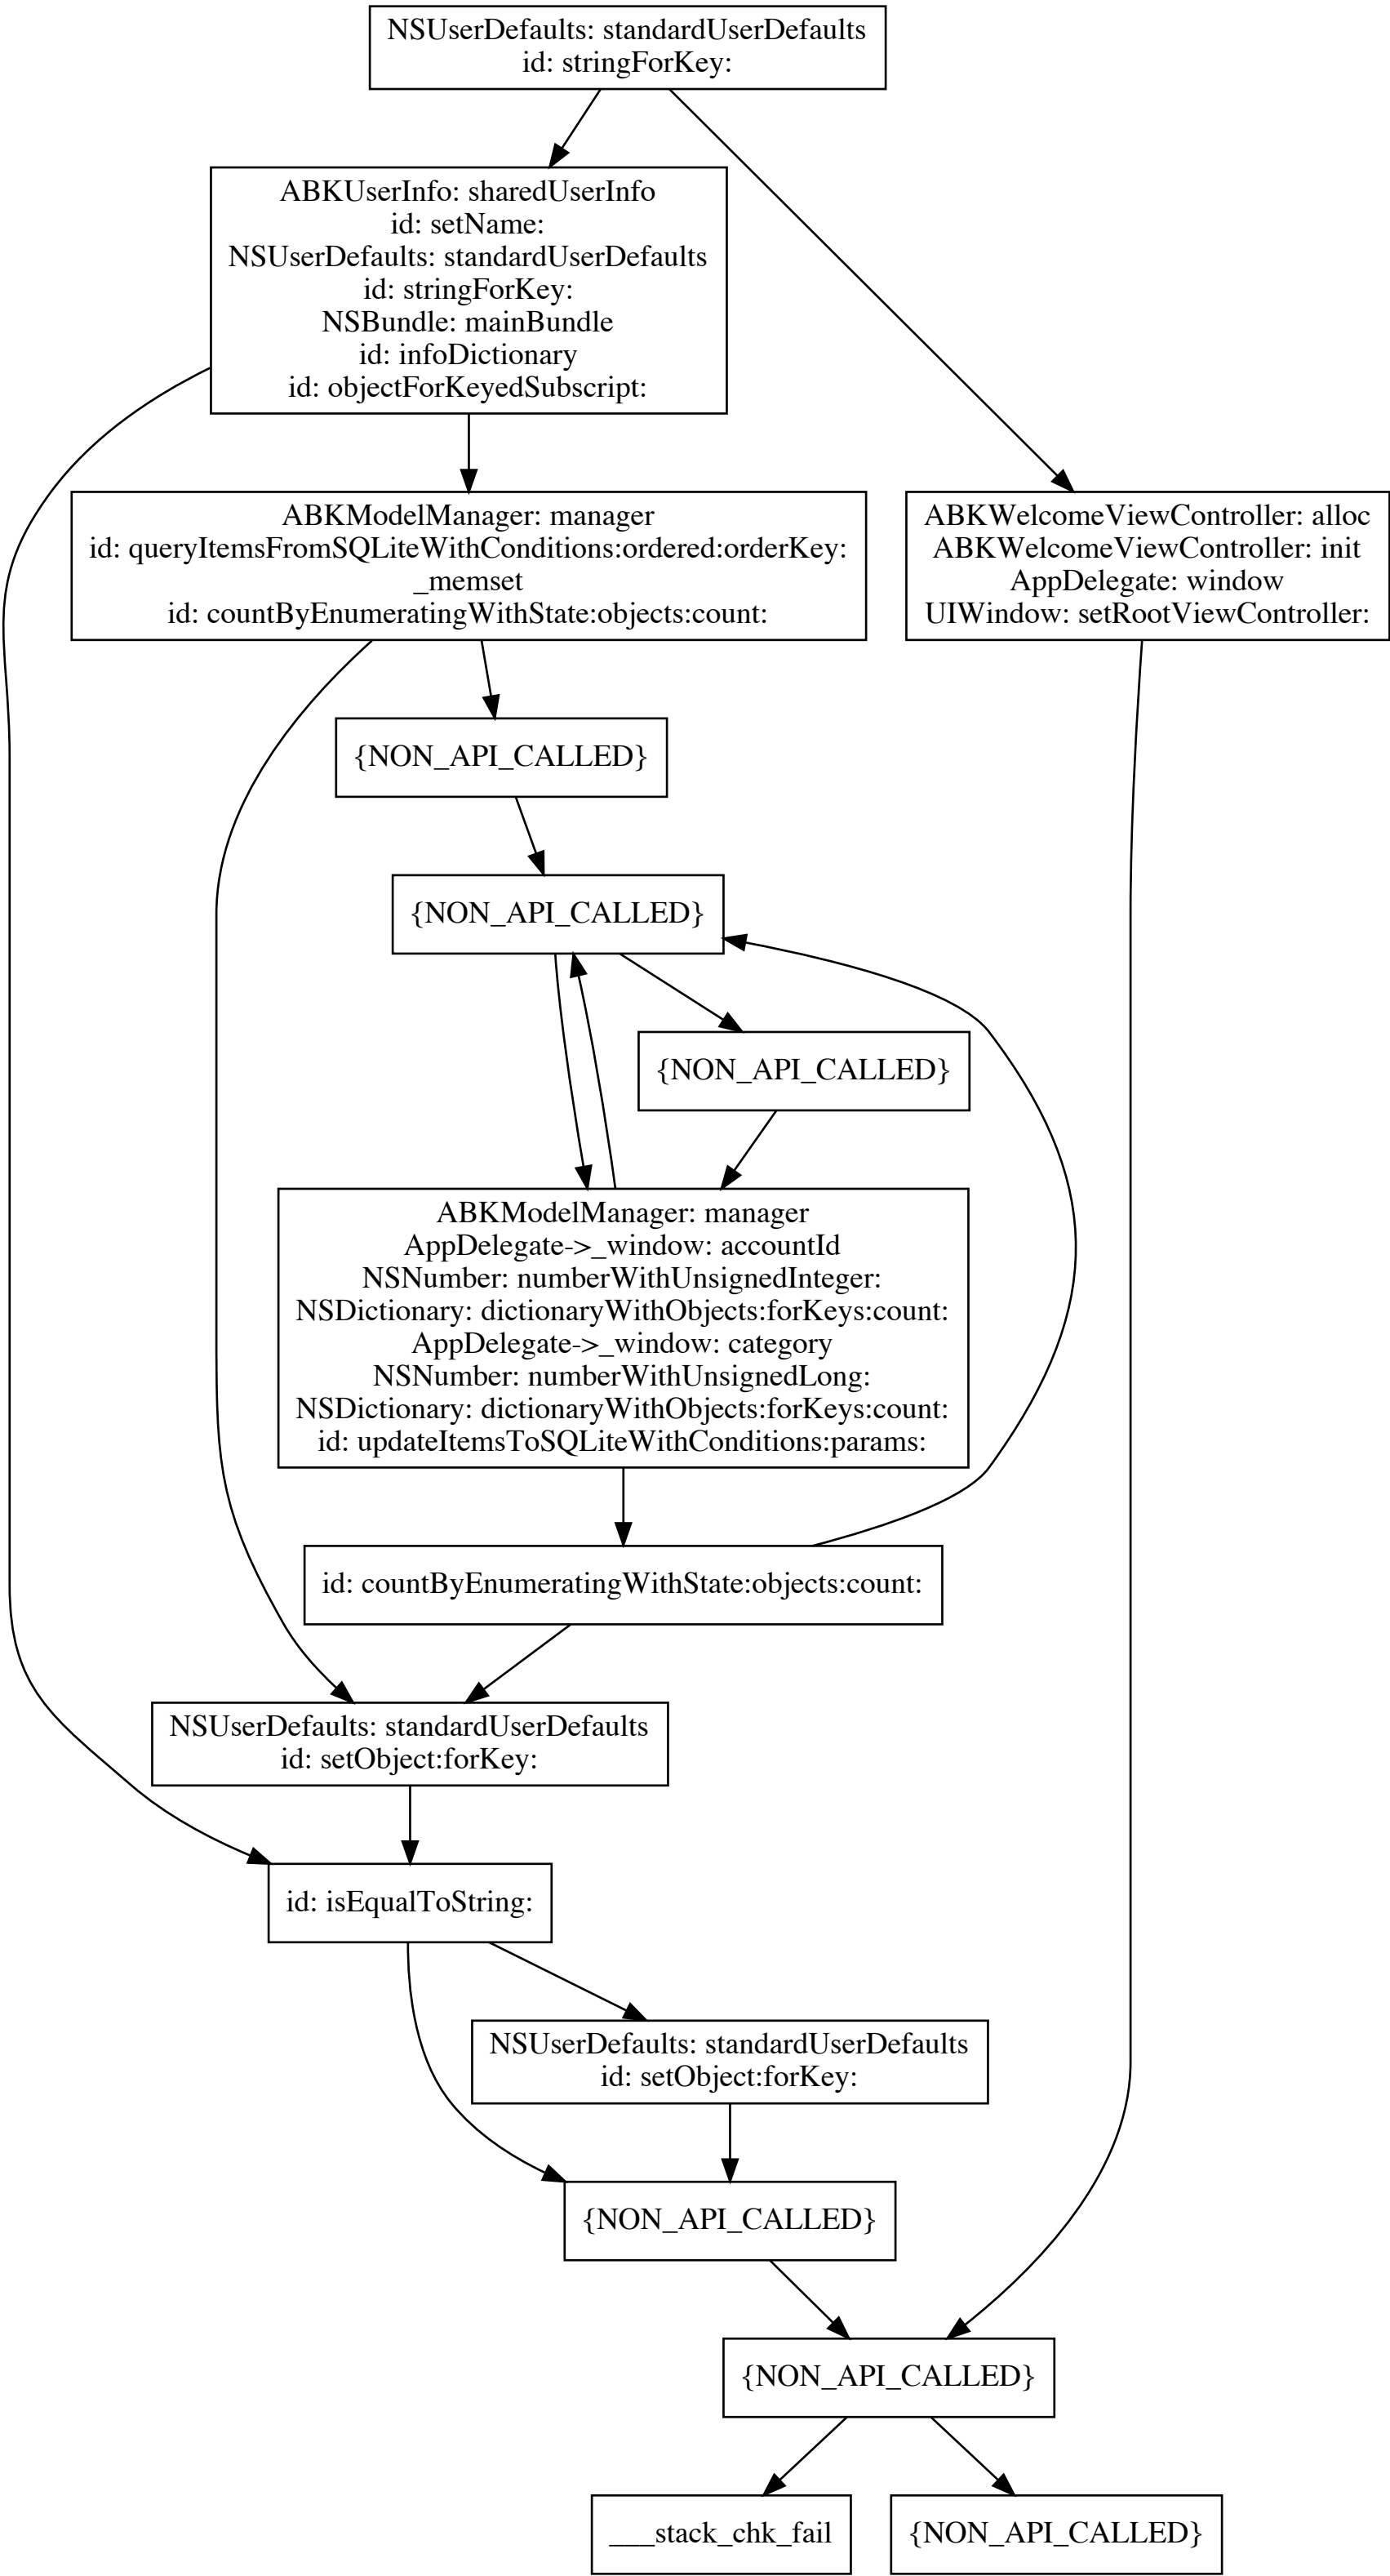 NSUserDefaults: standardUserDefaults
id: stringForKey:
ABKUserInfo: sharedUserInfo
id: setName:
NSUserDefaults: standardUserDefaults
id: stringForKey:
NSBundle: mainBundle
id: infoDictionary
id: objectForKeyedSubscript:
ABKModelManager: manager
id: queryItemsFromSQLiteWithConditions:ordered:orderKey:
_memset
id: countByEnumeratingWithState:objects:count:
ABKWelcomeViewController: alloc
ABKWelcomeViewController: init
AppDelegate: window
UIWindow: setRootViewController:
{NON_API_CALLED}
{NON_API_CALLED}
{NON_API_CALLED}
ABKModelManager: manager
AppDelegate->_window: accountId
NSNumber: numberWithUnsignedInteger:
NSDictionary: dictionaryWithObjects:forKeys:count:
AppDelegate->_window: category
NSNumber: numberWithUnsignedLong:
NSDictionary: dictionaryWithObjects:forKeys:count:
id: updateItemsToSQLiteWithConditions:params:
id: countByEnumeratingWithState:objects:count:
NSUserDefaults: standardUserDefaults
id: setObject:forKey:
id: isEqualToString:
NSUserDefaults: standardUserDefaults
id: setObject:forKey:
{NON_API_CALLED}
{NON_API_CALLED}
___stack_chk_fail
{NON_API_CALLED}